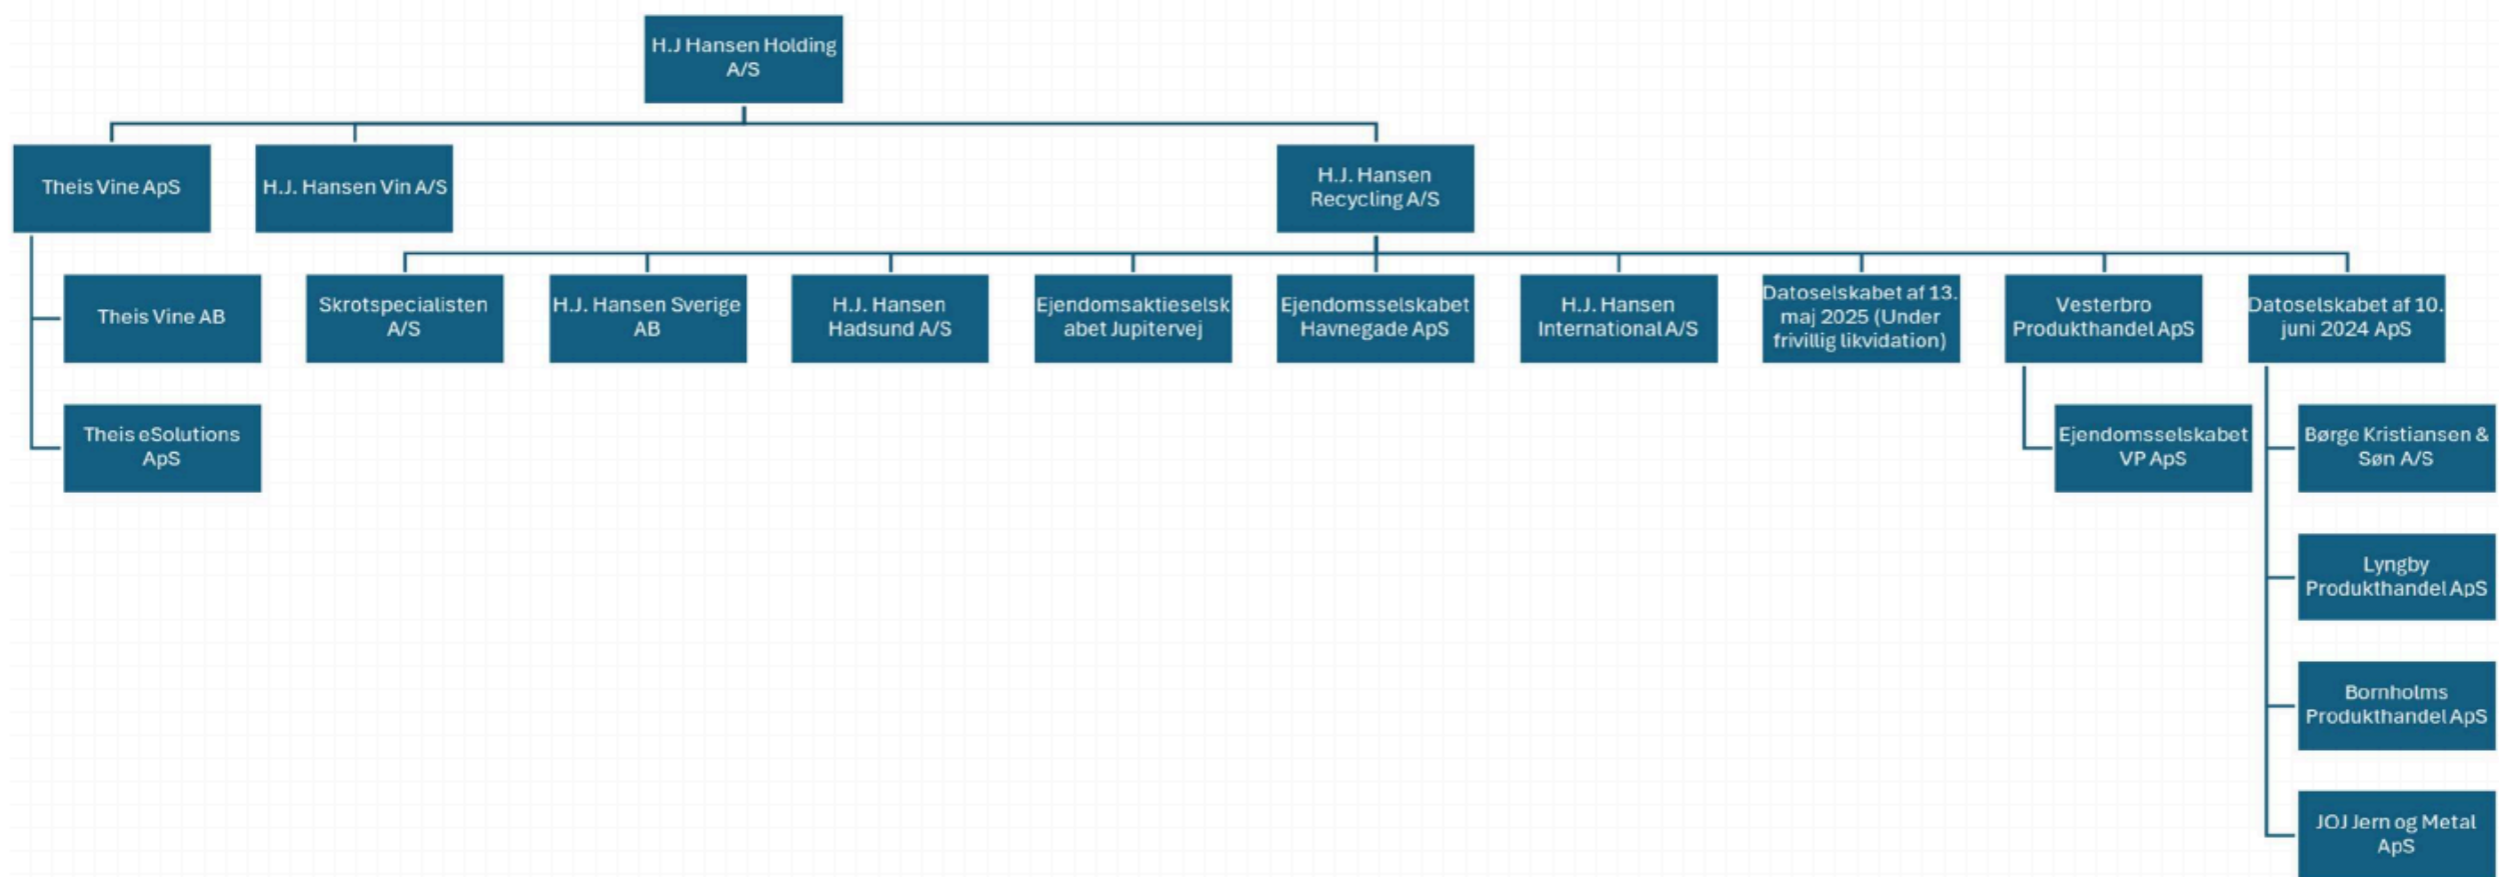 H.J Hansen Holding
A/S
Theis Vine ApS
H.J. Hansen Vin A/S
H.J. Hansen
Recycling A/S
Theis Vine AB
Skrotspecialisten
A/S
H.J. Hansen Sverige
AB
H.J. Hansen
Hadsund A/S
Ejendomsaktieselsk
abet Jupitervej
Ejendomsselskabet
Havnegade ApS
H.J. Hansen
International A/S
Datoselskabet af 13.
maj 2025 (Under
frivillig likvidation)
Vesterbro
Produkthandel ApS
Datoselskabet af 10.
juni 2024 ApS
Theis eSolutions
ApS
Ejendomsselskabet
VP ApS
Børge Kristiansen &
Søn A/S
Lyngby
Produkthandel ApS
Bornholms
Produkthandel ApS
JOJ Jern og Metal
ApS